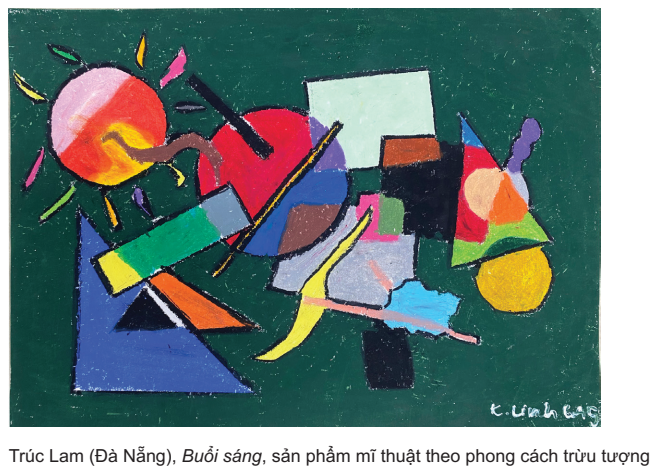 Trúc Lam (Đà Nẵng), Buổi sáng, sản phẩm mĩ thuật theo phong cách trừu tượng